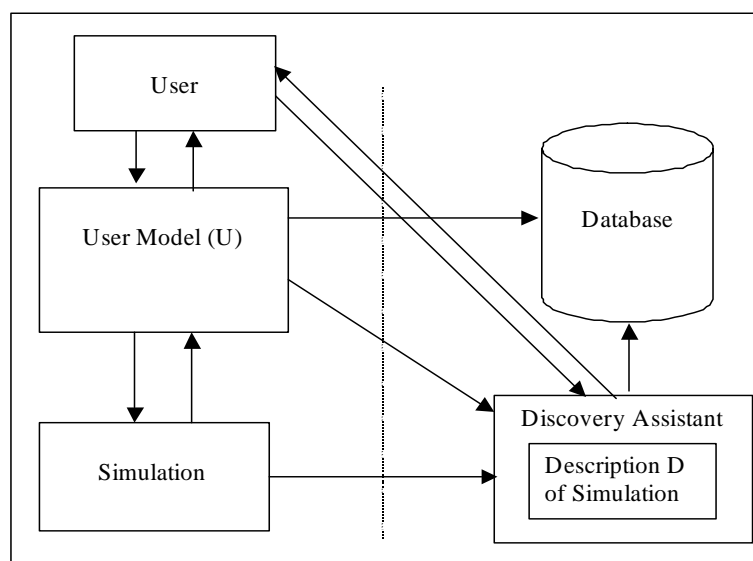 User
User Model (U)
Database
Simulation
Discovery Assistant
Description D
of Simulation